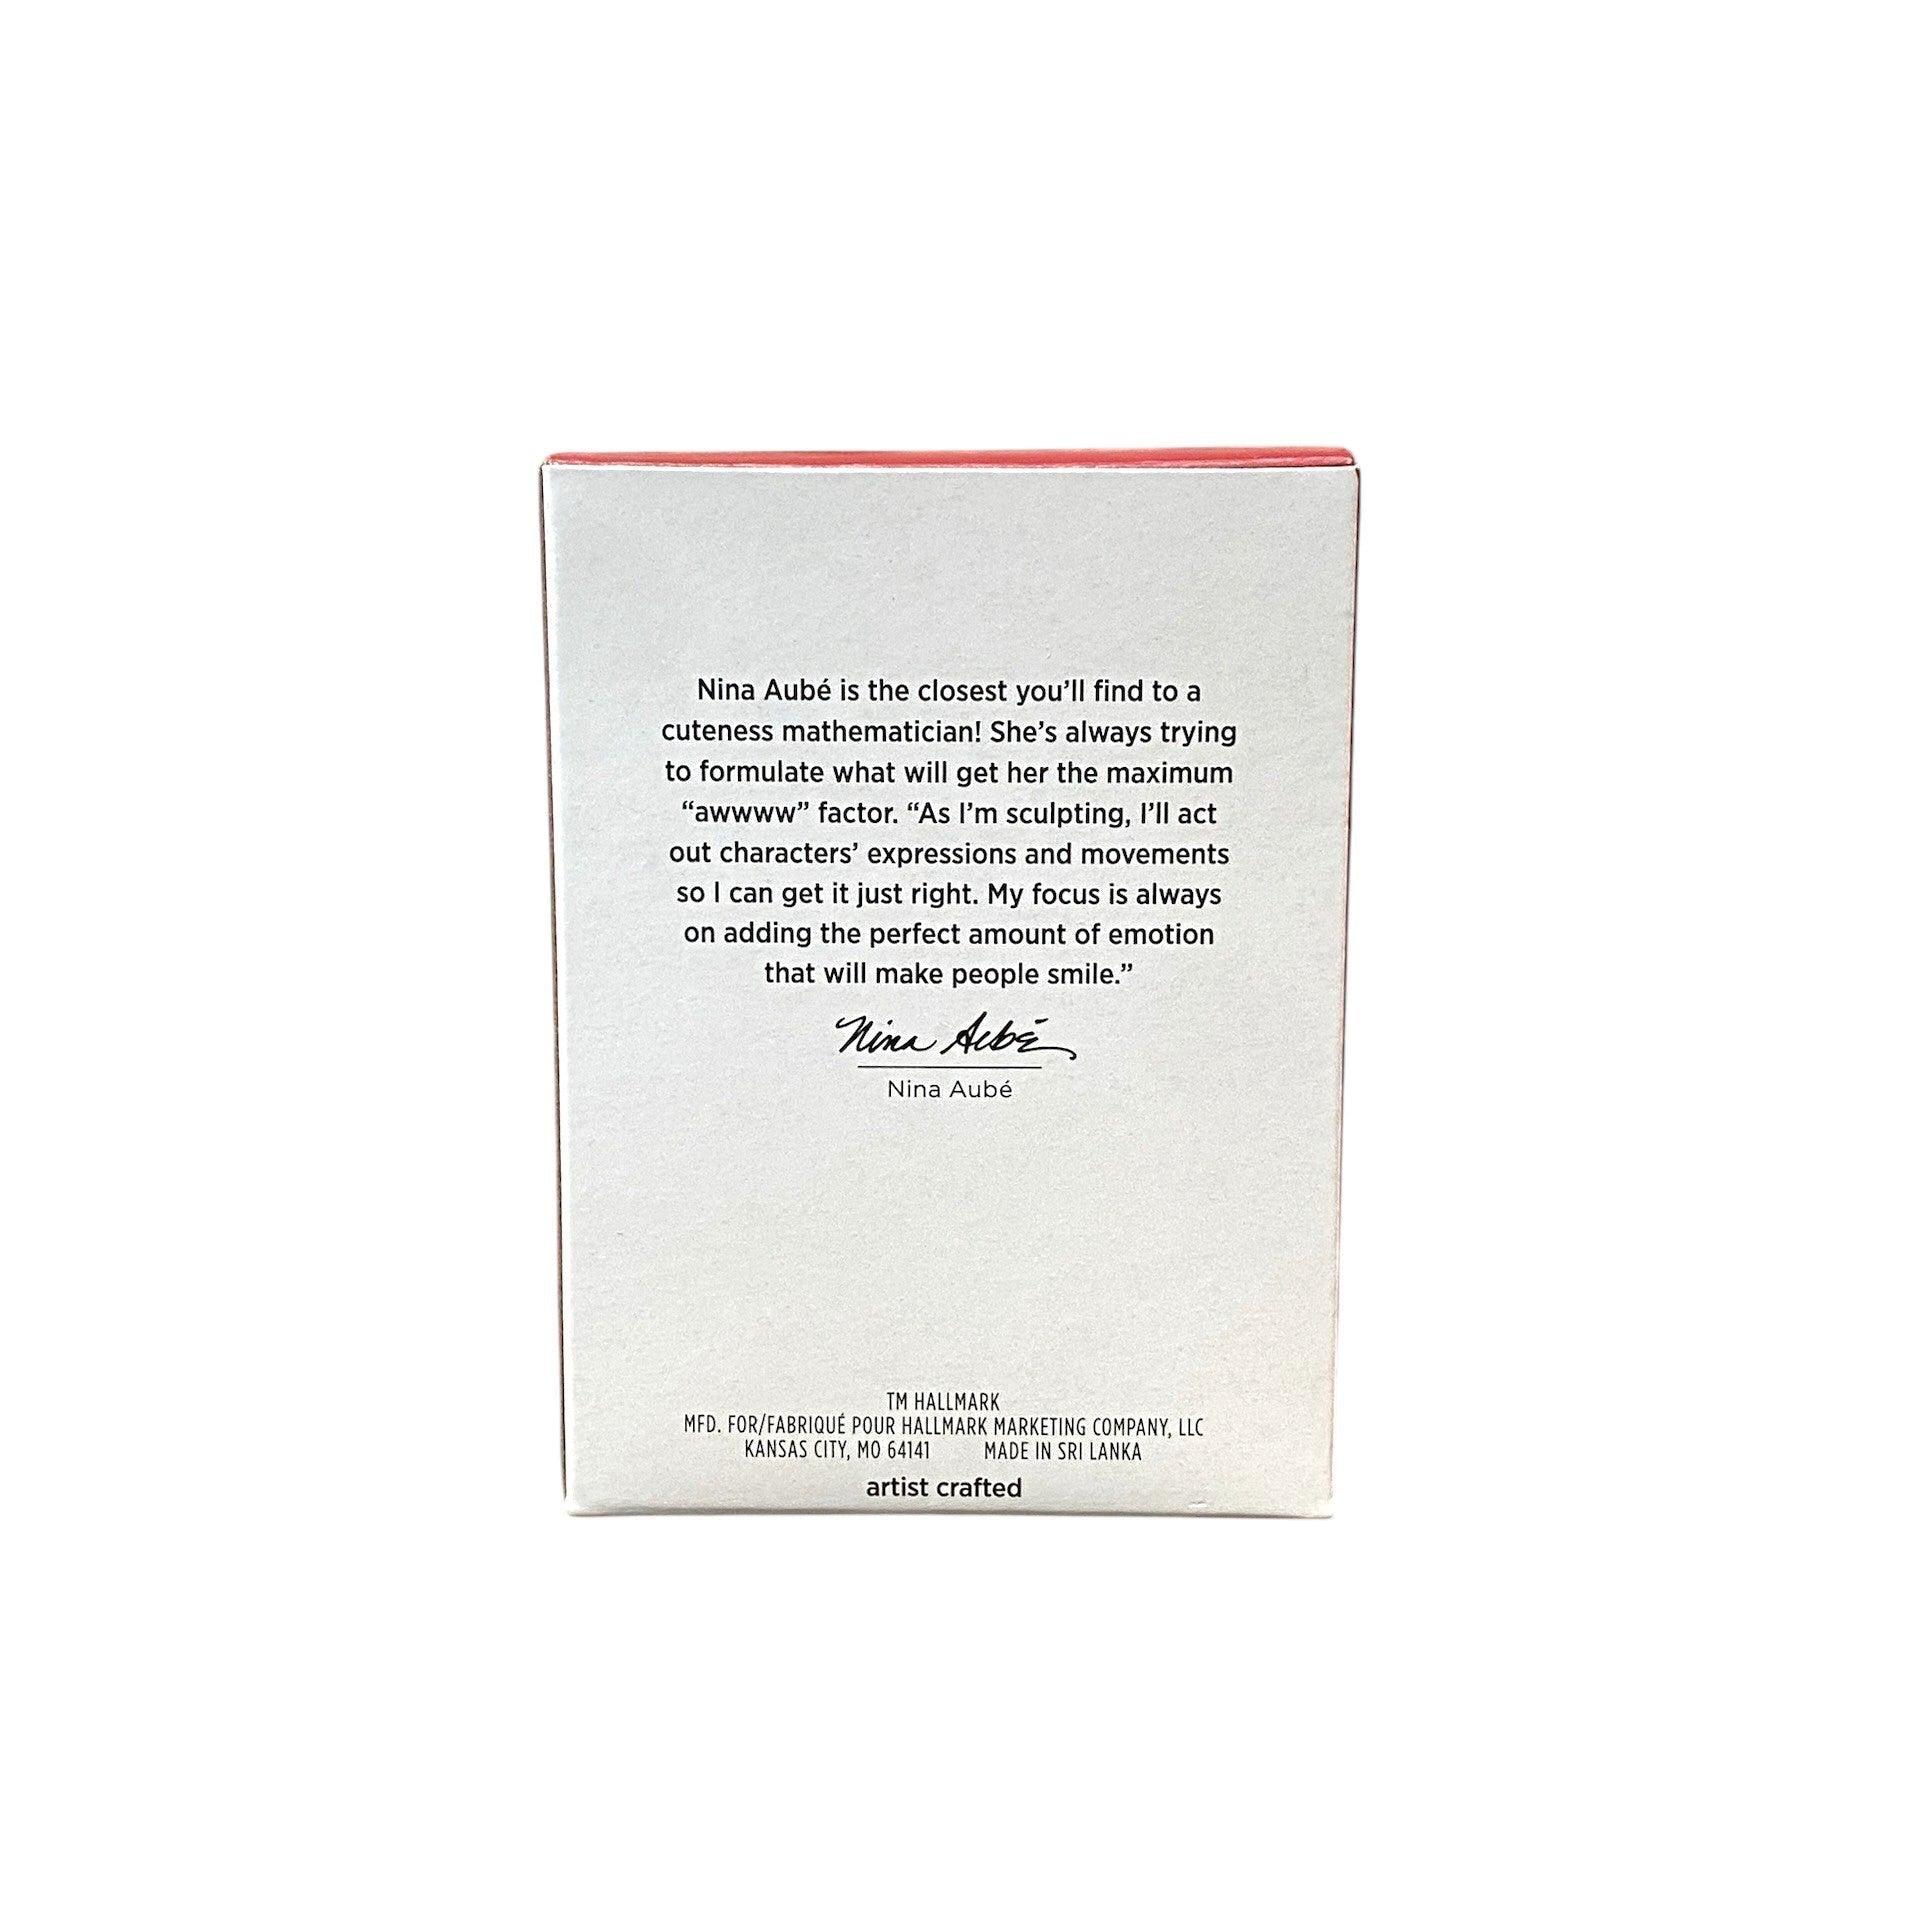 Nina Aubé is the closest you’ll find to a
cuteness mathematician! She’s always trying
to formulate what will get her the maximum
“awwww” factor. “As I’m sculpting, I’ll act
out characters’ expressions and movements
so I can get it just right. My focus is always
on adding the perfect amount of emotion
that will make people smile.”
Nina Aubé
Nina Aubé
TM HALLMARK
MFD. FOR/FABRIQUÉ POUR HALLMARK MARKETING COMPANY, LLC
KANSAS CITY, MO 64141 MADE IN SRI LANKA
artist crafted